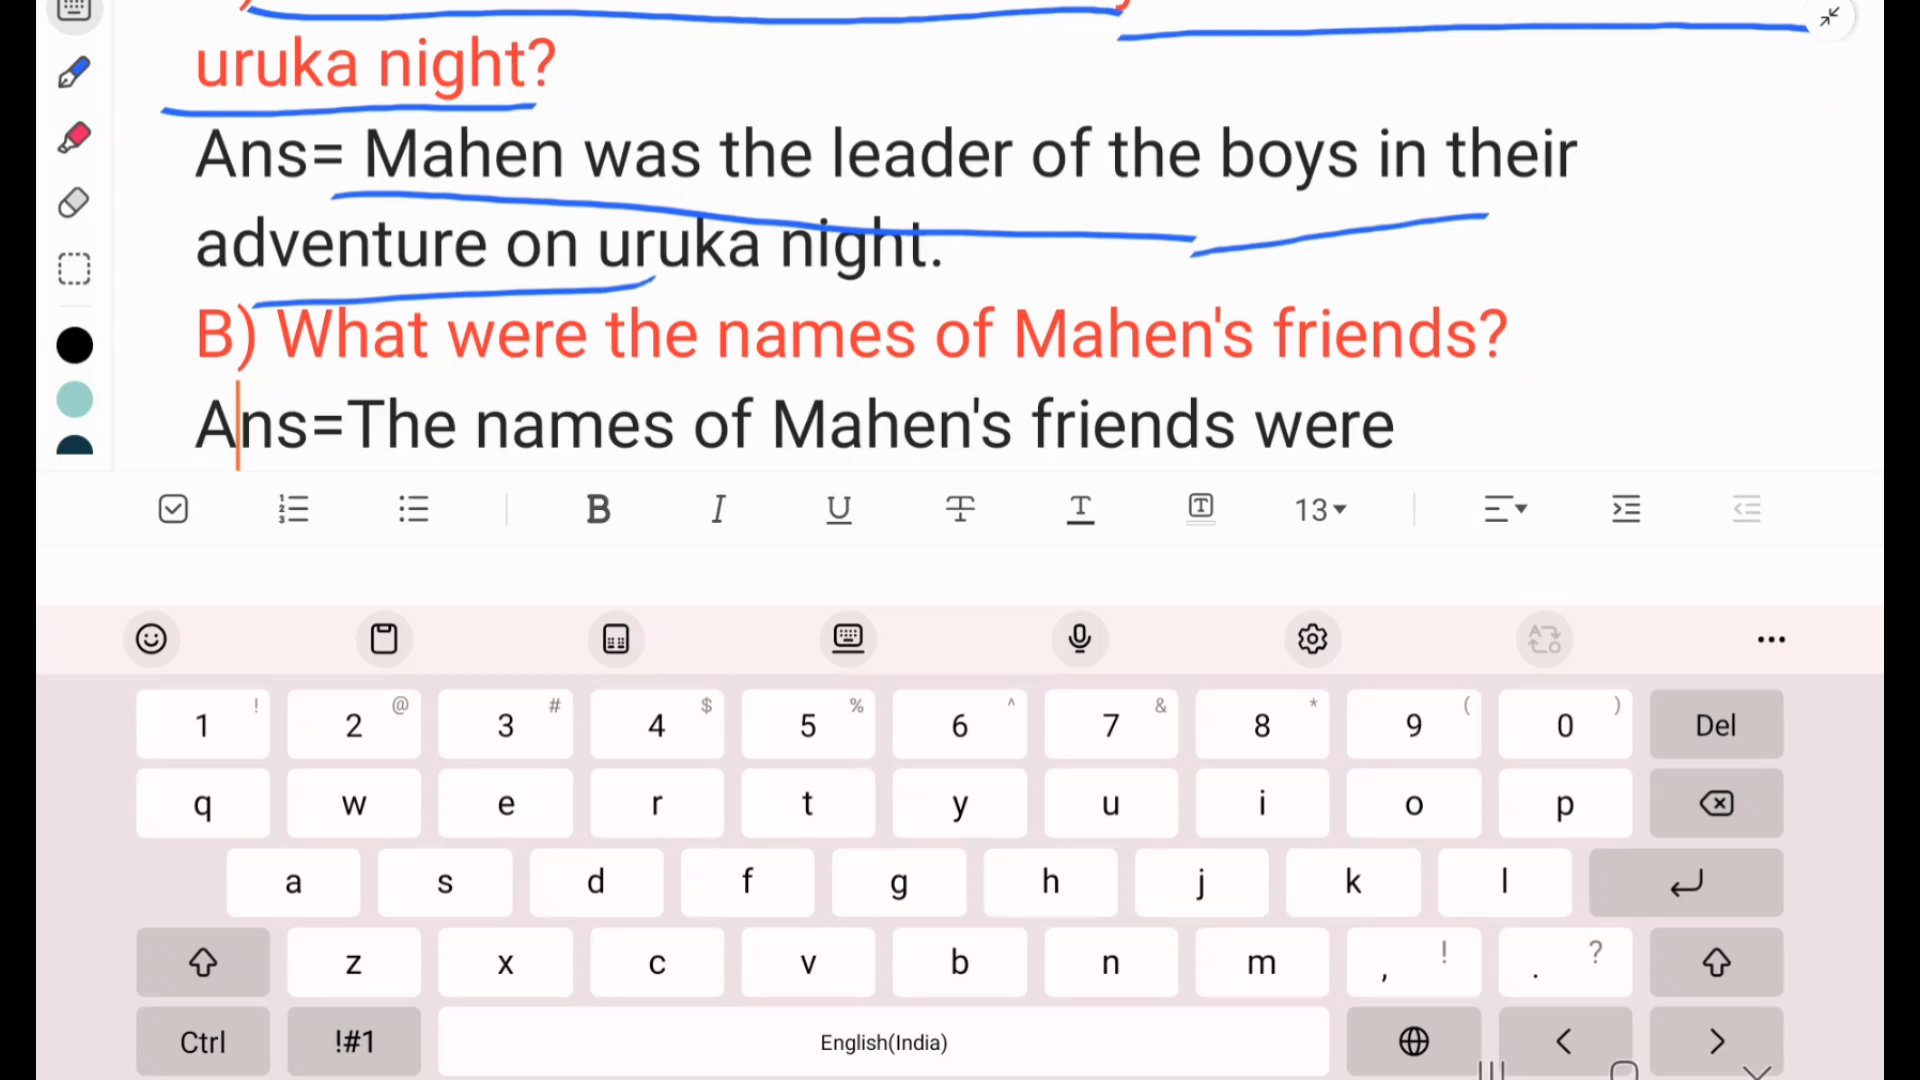 uruka night?
Ans= Mahen was the leader of the boys in their
adventure on uruka night.
B) What were the names of Mahen's friends?
Ans=The names of Mahen's friends were
B I U T T T 13
1 ! 2 @ 3 # 4 $ 5 % 6 ^ 7 & 8 * 9 ( 0 ) Del
q w e r t y u i o p
a s d f g h j k l
z x c v b n m , ! . ?
Ctrl !#1 English(India) < >